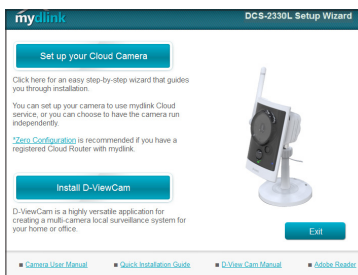 mydlink
DCS-2330L Setup Wizard
Set up your Cloud Camera
Click here for an easy step-by-step wizard that guides
you through installation.
You can set up your camera to use mydlink Cloud
service, or you can choose to have the camera run
independently.
*Zero Configuration is recommended if you have a
registered Cloud Router with mydlink.
Install D-ViewCam
D-ViewCam is a highly versatile application for
creating a multi-camera local surveillance system for
your home or office.
Exit
Camera User Manual
Quick Installation Guide
D-View Cam Manual
Adobe Reader